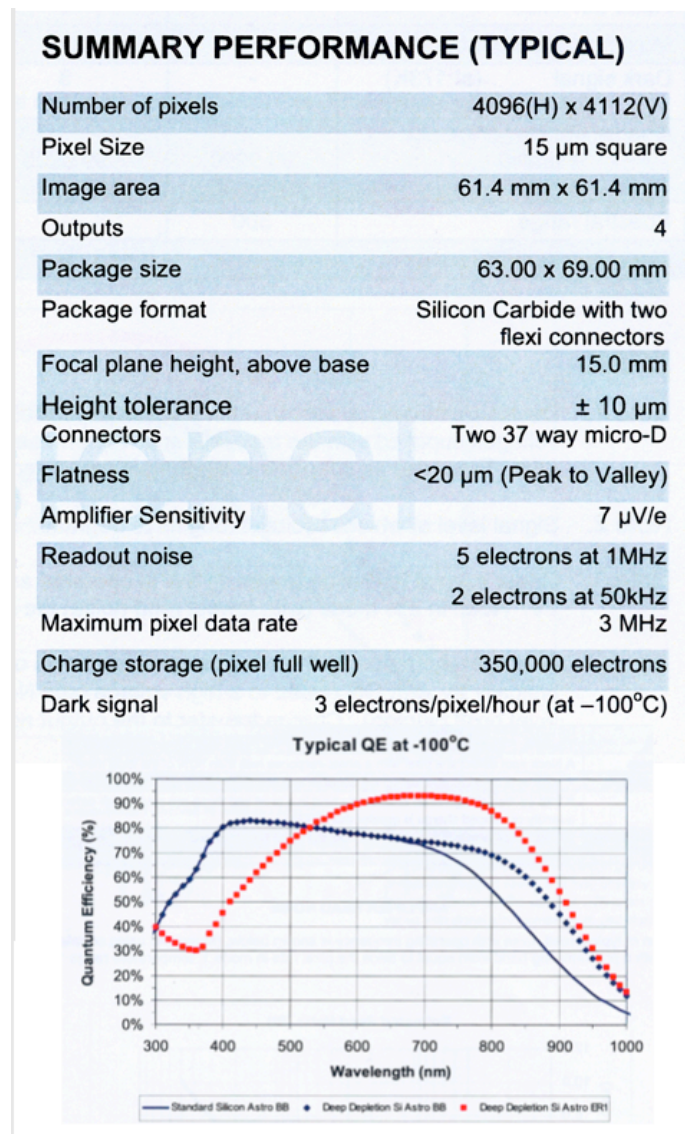 SUMMARY PERFORMANCE (TYPICAL)
Number of pixels 4096(H) x 4112(V)
Pixel Size 15 µm square
Image area 61.4 mm x 61.4 mm
Outputs 4
Package size 63.00 x 69.00 mm
Package format Silicon Carbide with two
flexi connectors
Focal plane height, above base 15.0 mm
Height tolerance ± 10 µm
Connectors Two 37 way micro-D
Flatness <20 µm (Peak to Valley)
Amplifier Sensitivity 7 µV/e
Readout noise 5 electrons at 1MHz
2 electrons at 50kHz
Maximum pixel data rate 3 MHz
Charge storage (pixel full well) 350,000 electrons
Dark signal 3 electrons/pixel/hour (at –100°C)
Typical QE at -100°C
Quantum Efficiency (%)
100%
90%
80%
70%
60%
50%
40%
30%
20%
10%
0%
300 400 500 600 700 800 900 1000
Wavelength (nm)
Standard Silicon Astro BB Deep Depletion Si Astro BB Deep Depletion Si Astro ER1